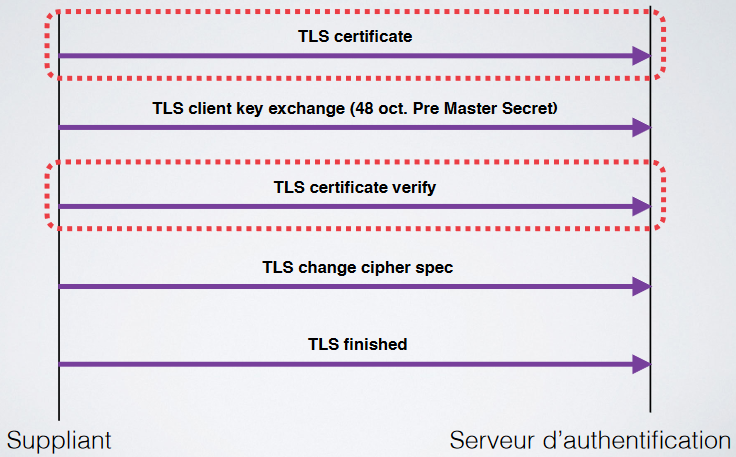 TLS certificate
TLS client key exchange (48 oct. Pre Master Secret)
TLS certificate verify
TLS change cipher spec
TLS finished
Suppliant
Serveur d’authentification